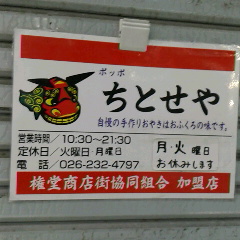 ポッポ
ちとせや
自慢の手作りおやきはおふくろの味です。
営業時間／10:30〜21:30
定休日／火曜日・月曜日
電　話／026-232-4797
月・火曜日
お休みします
権堂商店街協同組合 加盟店